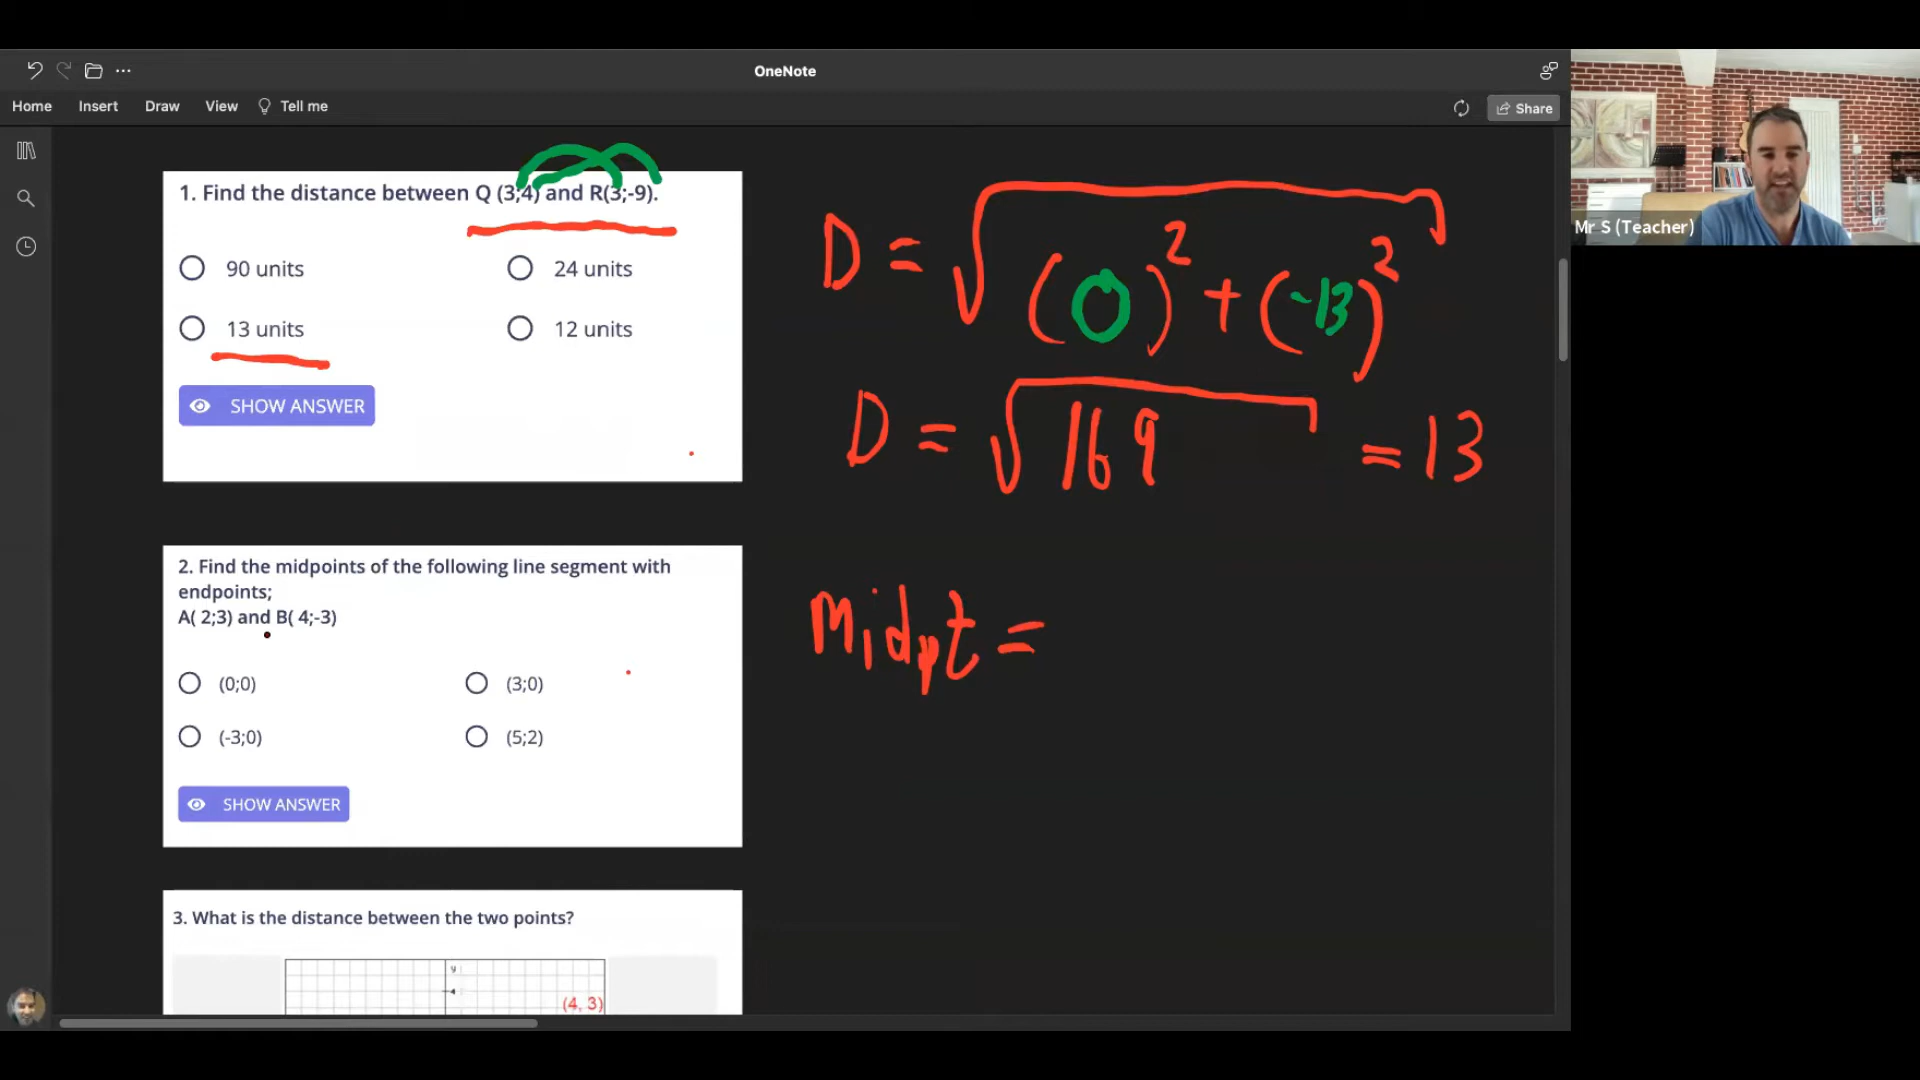 OneNote
Home Insert Draw View Tell me
Share
1. Find the distance between Q (3;4) and R(3;-9).
90 units
24 units
13 units
12 units
SHOW ANSWER
D = √(0)² + (-13)²
D = √169 = 13
Mr S (Teacher)
2. Find the midpoints of the following line segment with
endpoints;
A( 2;3) and B( 4;-3)
(0;0)
(3;0)
(-3;0)
(5;2)
SHOW ANSWER
Midpt =
3. What is the distance between the two points?
y
4
(4, 3)